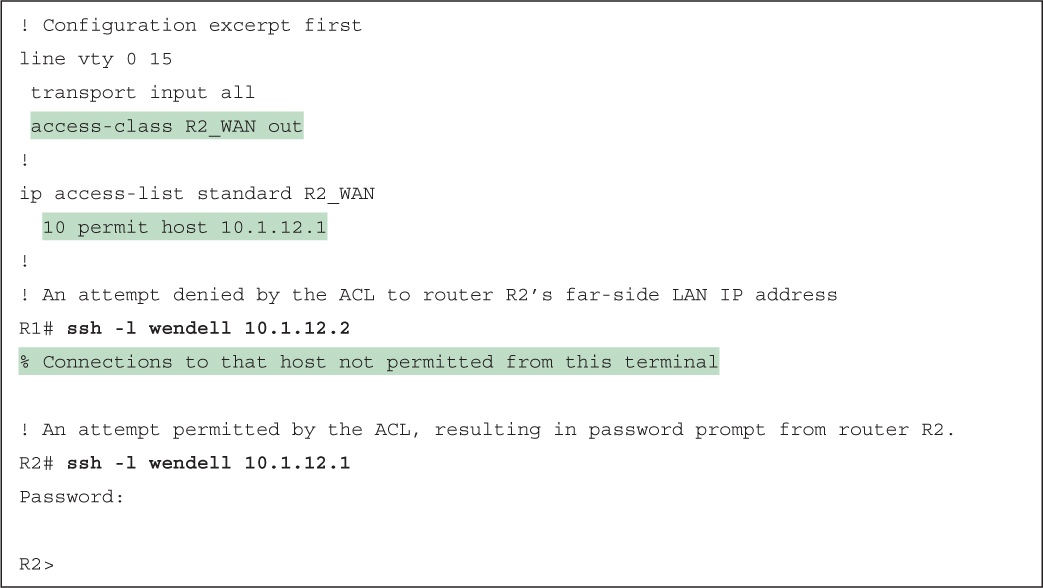 ! Configuration excerpt first
line vty 0 15
 transport input all
 access-class R2_WAN out
!
ip access-list standard R2_WAN
  10 permit host 10.1.12.1
!
! An attempt denied by the ACL to router R2’s far-side LAN IP address
R1# ssh -l wendell 10.1.12.2
% Connections to that host not permitted from this terminal
! An attempt permitted by the ACL, resulting in password prompt from router R2.
R2# ssh -l wendell 10.1.12.1
Password:
R2>